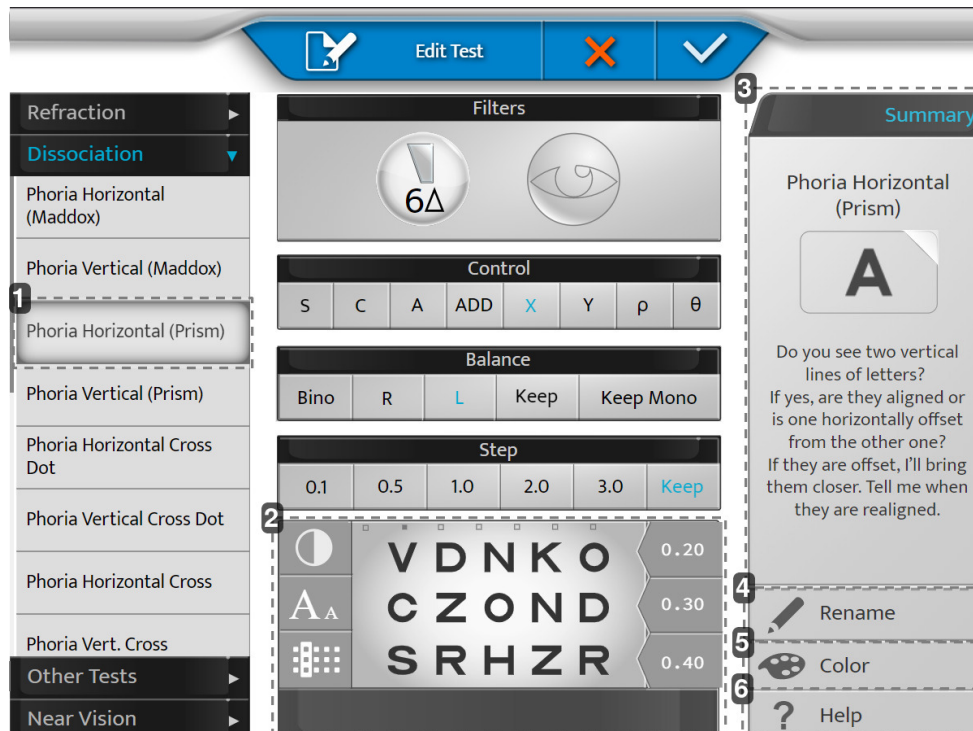 Edit Test
3
Refraction
Dissociation
Phoria Horizontal
(Maddox)
Phoria Vertical (Maddox)
1
Phoria Horizontal (Prism)
Phoria Vertical (Prism)
Phoria Horizontal Cross
Dot
Phoria Vertical Cross Dot
Phoria Horizontal Cross
Phoria Vert. Cross
Other Tests
Near Vision
Filters
6Δ
Control
S C A ADD X Y ρ θ
Balance
Bino R L Keep Keep Mono
Step
0.1 0.5 1.0 2.0 3.0 Keep
2
V D N K O 0.20
A A C Z O N D 0.30
S R H Z R 0.40
Summary
Phoria Horizontal
(Prism)
A
Do you see two vertical
lines of letters?
If yes, are they aligned or
is one horizontally offset
from the other one?
If they are offset, I'll bring
them closer. Tell me when
they are realigned.
4
Rename
5
Color
6
? Help